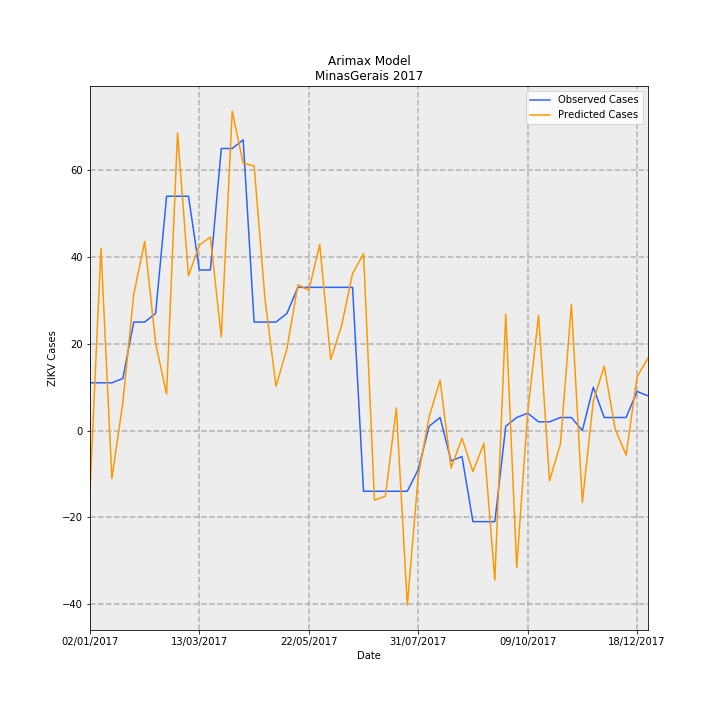 Arimax Model
MinasGerais 2017
Observed Cases
Predicted Cases
ZIKV Cases
60
40
20
0
−20
−40
02/01/2017
13/03/2017
22/05/2017
31/07/2017
09/10/2017
18/12/2017
Date